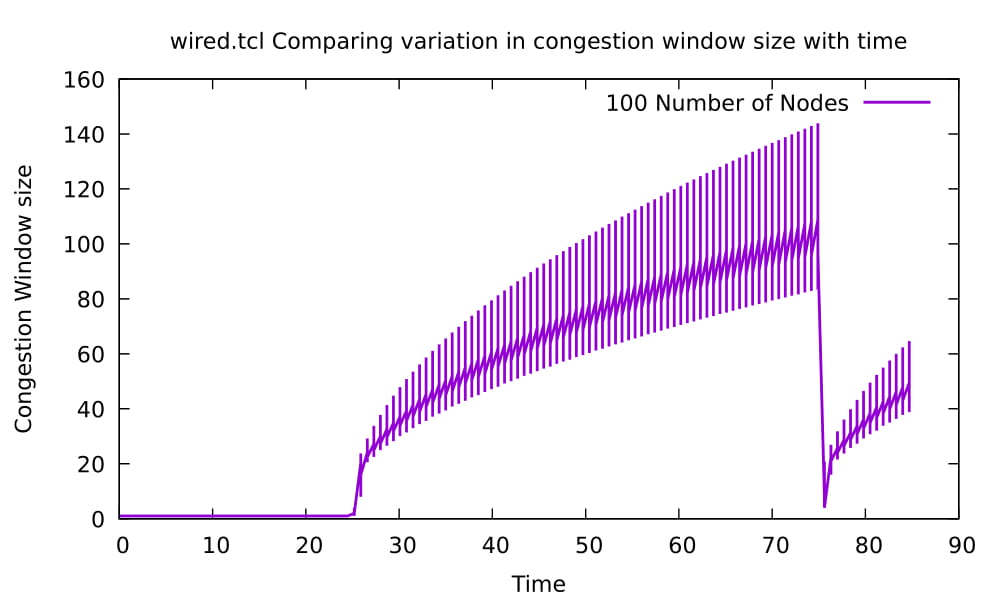 wired.tcl Comparing variation in congestion window size with time
100 Number of Nodes
Congestion Window size
160
140
120
100
80
60
40
20
0
0 10 20 30 40 50 60 70 80 90
Time